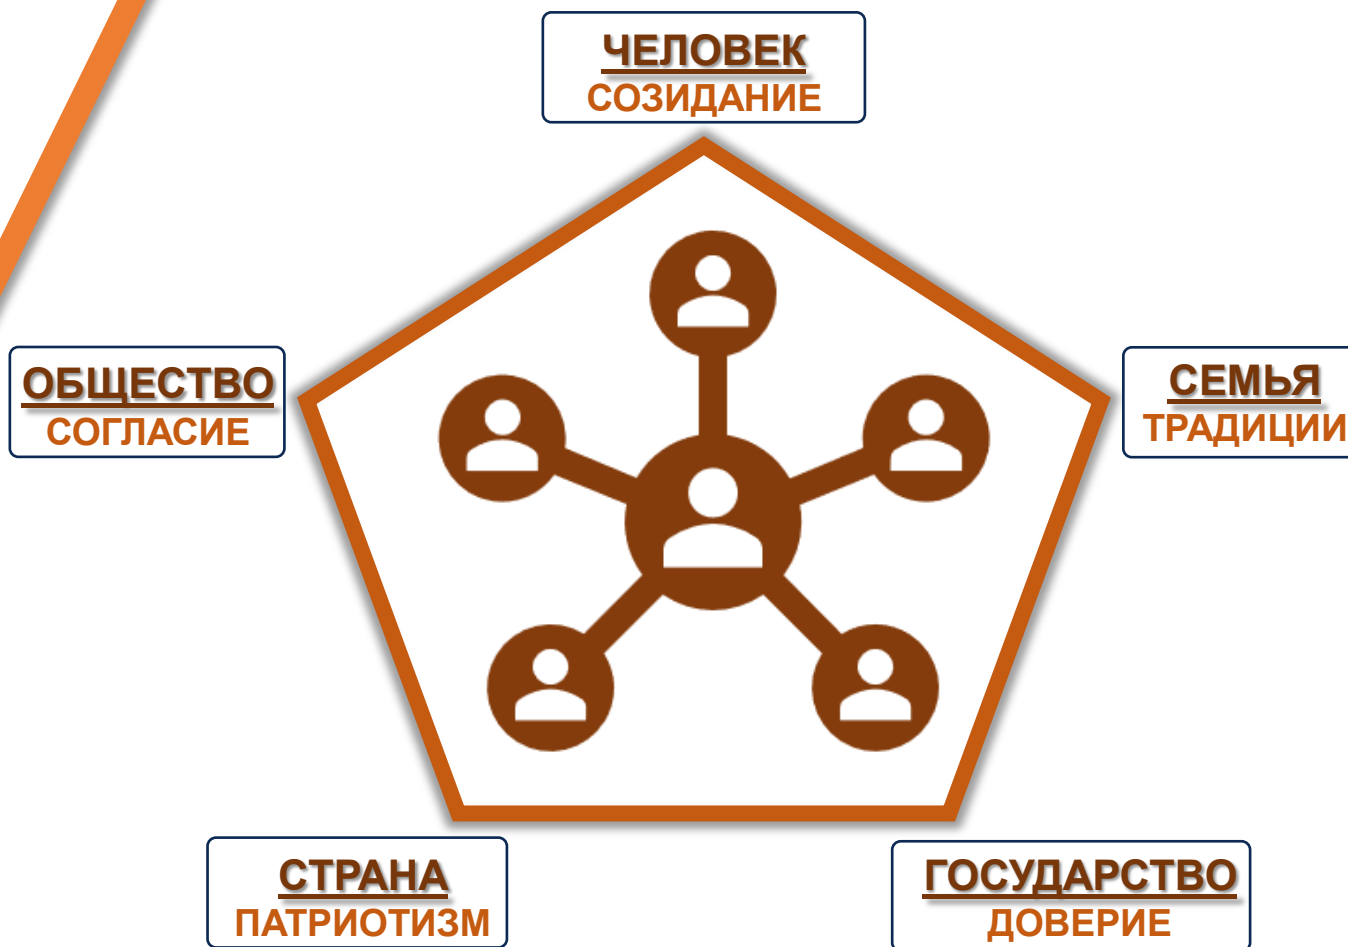 ЧЕЛОВЕК
СОЗИДАНИЕ
ОБЩЕСТВО
СОГЛАСИЕ
СЕМЬЯ
ТРАДИЦИИ
СТРАНА
ПАТРИОТИЗМ
ГОСУДАРСТВО
ДОВЕРИЕ